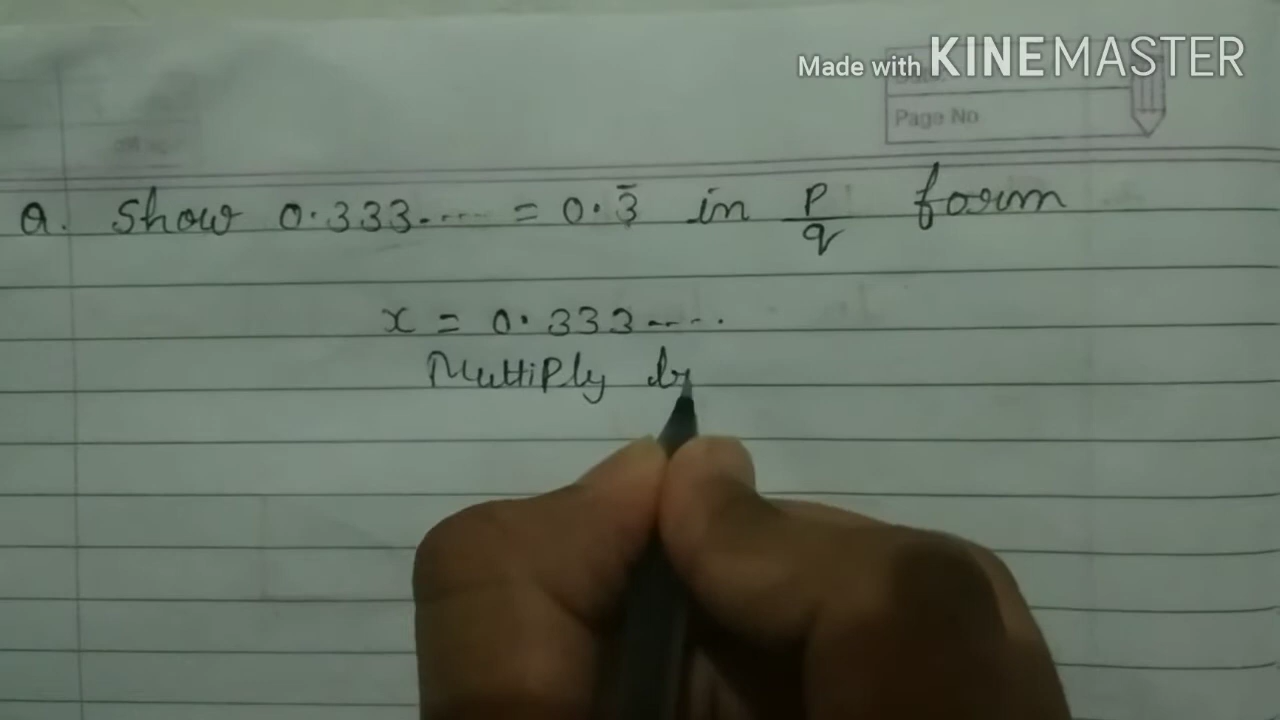 Made with KINEMASTER
Page No
Q. Show 0.333.... = 0.3̄ in p/q form
x = 0.333....
Multiply by